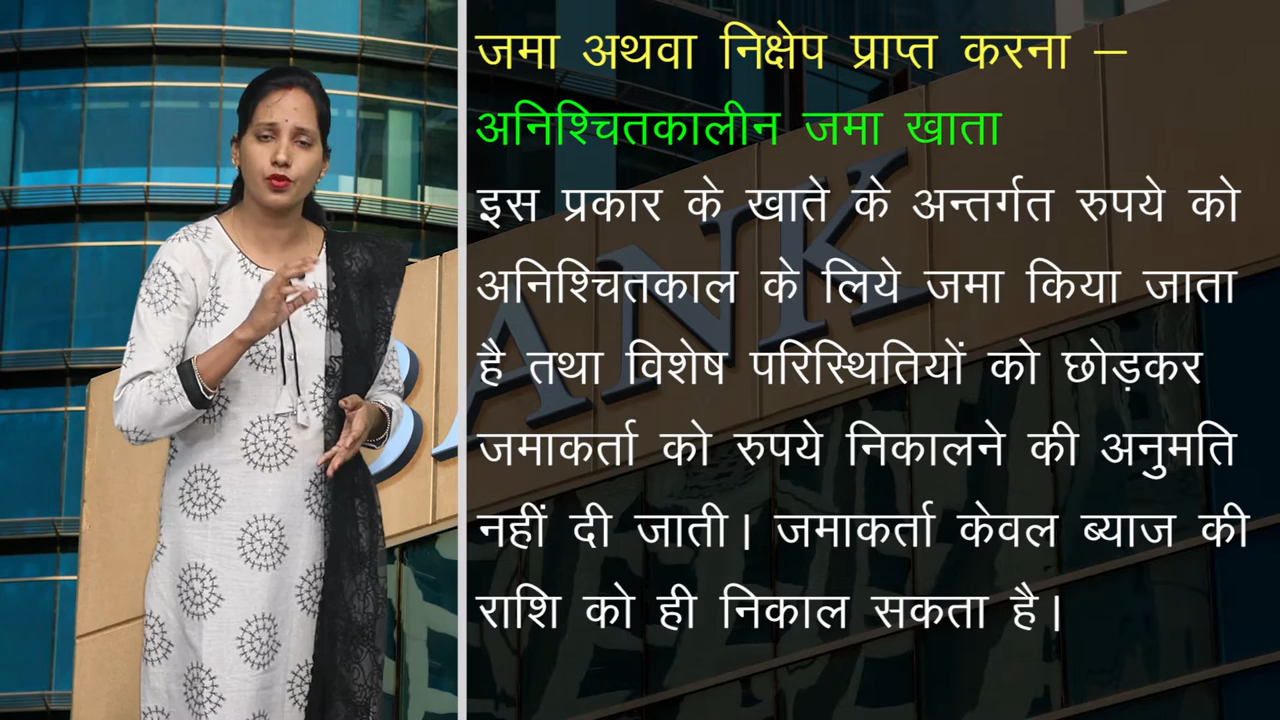 जमा अथवा निक्षेप प्राप्त करना –
अनिश्चितकालीन जमा खाता
इस प्रकार के खाते के अन्तर्गत रुपये को
अनिश्चितकाल के लिये जमा किया जाता
है तथा विशेष परिस्थितियों को छोड़कर
जमाकर्ता को रुपये निकालने की अनुमति
नहीं दी जाती। जमाकर्ता केवल ब्याज की
राशि को ही निकाल सकता है।
BANK